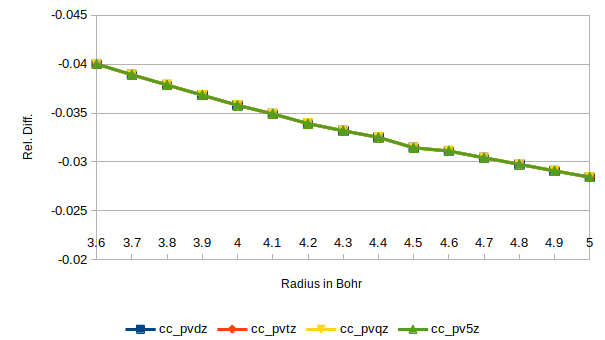 -0.045
-0.04
-0.035
-0.03
-0.025
-0.02
Rel. Diff.
3.6 3.7 3.8 3.9 4 4.1 4.2 4.3 4.4 4.5 4.6 4.7 4.8 4.9 5
Radius in Bohr
cc_pvdz cc_pvtz cc_pvqz cc_pv5z